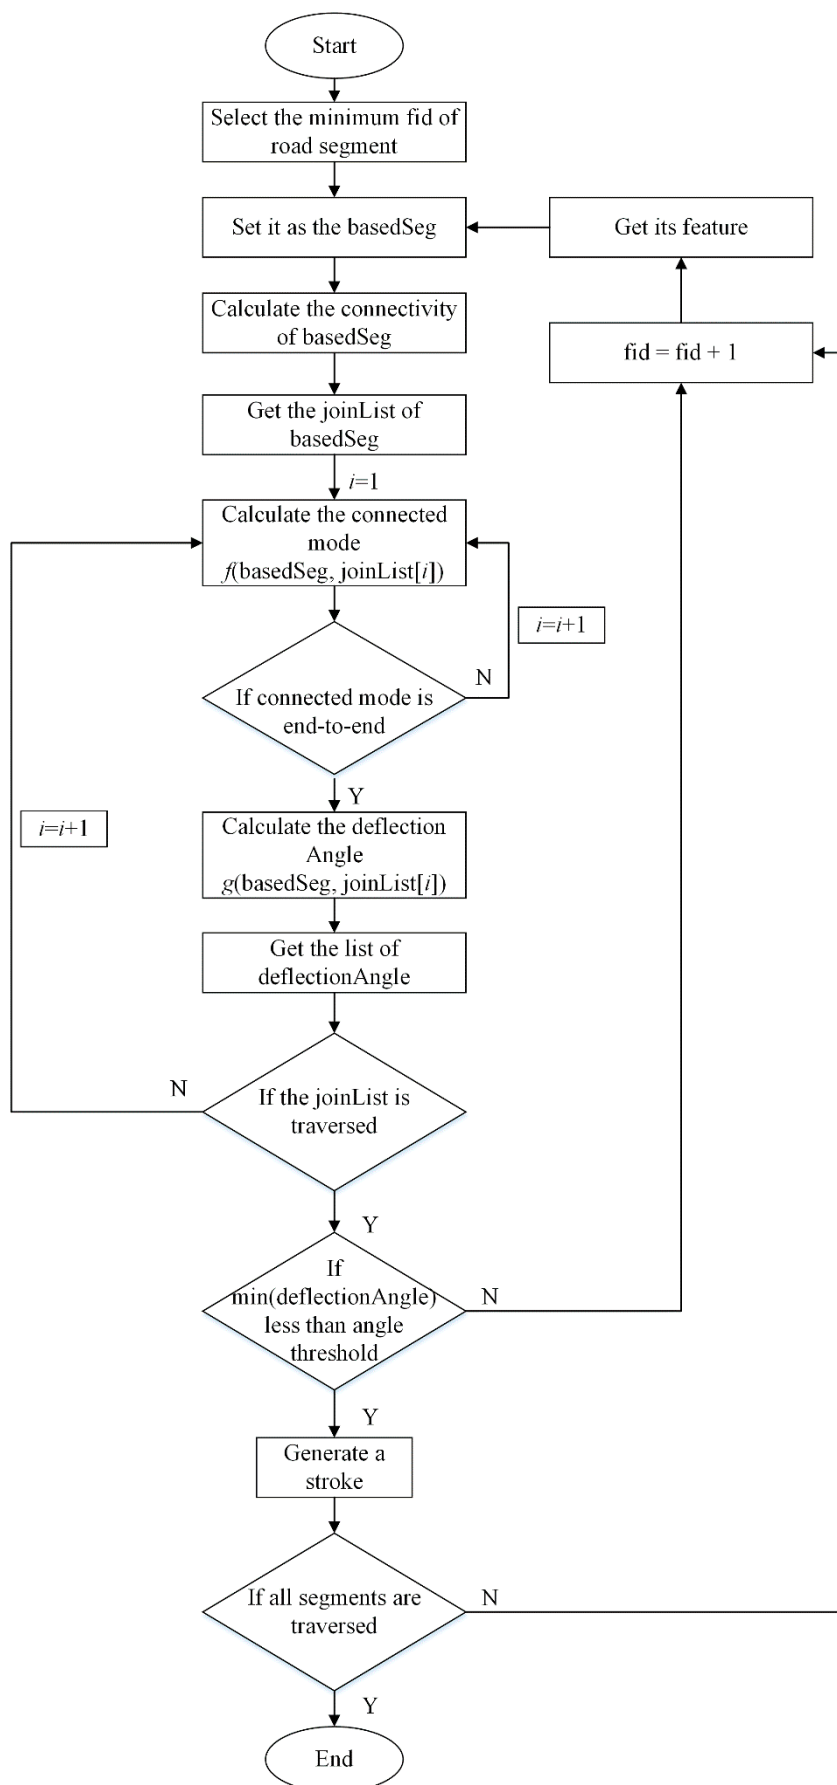 Start
Select the minimum fid of
road segment
Set it as the basedSeg
Get its feature
Calculate the connectivity
of basedSeg
fid = fid + 1
Get the joinList of
basedSeg
i=1
Calculate the connected
mode
f(basedSeg, joinList[i])
i=i+1
N
If connected mode is
end-to-end
Y
i=i+1
Calculate the deflection
Angle
g(basedSeg, joinList[i])
Get the list of
deflectionAngle
N
If the joinList is
traversed
Y
If
min(deflectionAngle)
less than angle
threshold
N
Y
Generate a
stroke
If all segments are
traversed
N
Y
End